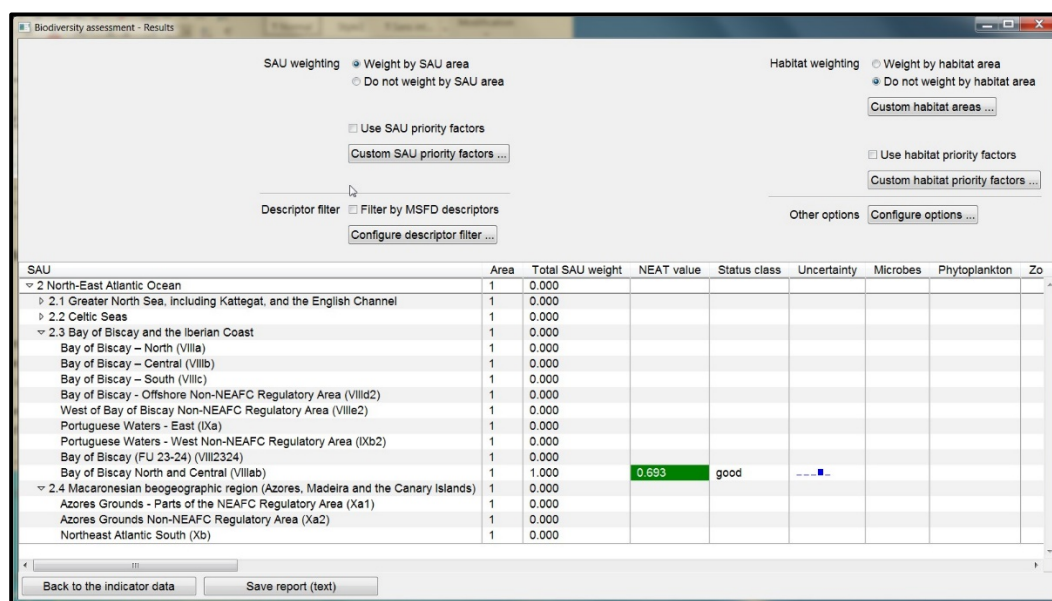 Biodiversity assessment - Results
SAU weighting Weight by SAU area
Do not weight by SAU area
Use SAU priority factors
Custom SAU priority factors ...
Descriptor filter Filter by MSFD descriptors
Configure descriptor filter ...
Habitat weighting Weight by habitat area
Do not weight by habitat area
Custom habitat areas ...
Use habitat priority factors
Custom habitat priority factors ...
Other options Configure options ...
SAU Area Total SAU weight NEAT value Status class Uncertainty Microbes Phytoplankton Zo
2 North-East Atlantic Ocean 1 0.000
2.1 Greater North Sea, including Kattegat, and the English Channel 1 0.000
2.2 Celtic Seas 1 0.000
2.3 Bay of Biscay and the Iberian Coast 1 0.000
Bay of Biscay – North (VIIIa) 1 0.000
Bay of Biscay – Central (VIIIb) 1 0.000
Bay of Biscay – South (VIIIc) 1 0.000
Bay of Biscay - Offshore Non-NEAFC Regulatory Area (VIIId2) 1 0.000
West of Bay of Biscay Non-NEAFC Regulatory Area (VIIIe2) 1 0.000
Portuguese Waters - East (IXa) 1 0.000
Portuguese Waters - West Non-NEAFC Regulatory Area (IXb2) 1 0.000
Bay of Biscay (FU 23-24) (VIII2324) 1 0.000
Bay of Biscay North and Central (VIIIab) 1 1.000 0.693 good
2.4 Macaronesian beogeographic region (Azores, Madeira and the Canary Islands) 1 0.000
Azores Grounds - Parts of the NEAFC Regulatory Area (Xa1) 1 0.000
Azores Grounds Non-NEAFC Regulatory Area (Xa2) 1 0.000
Northeast Atlantic South (Xb) 1 0.000
Back to the indicator data Save report (text)